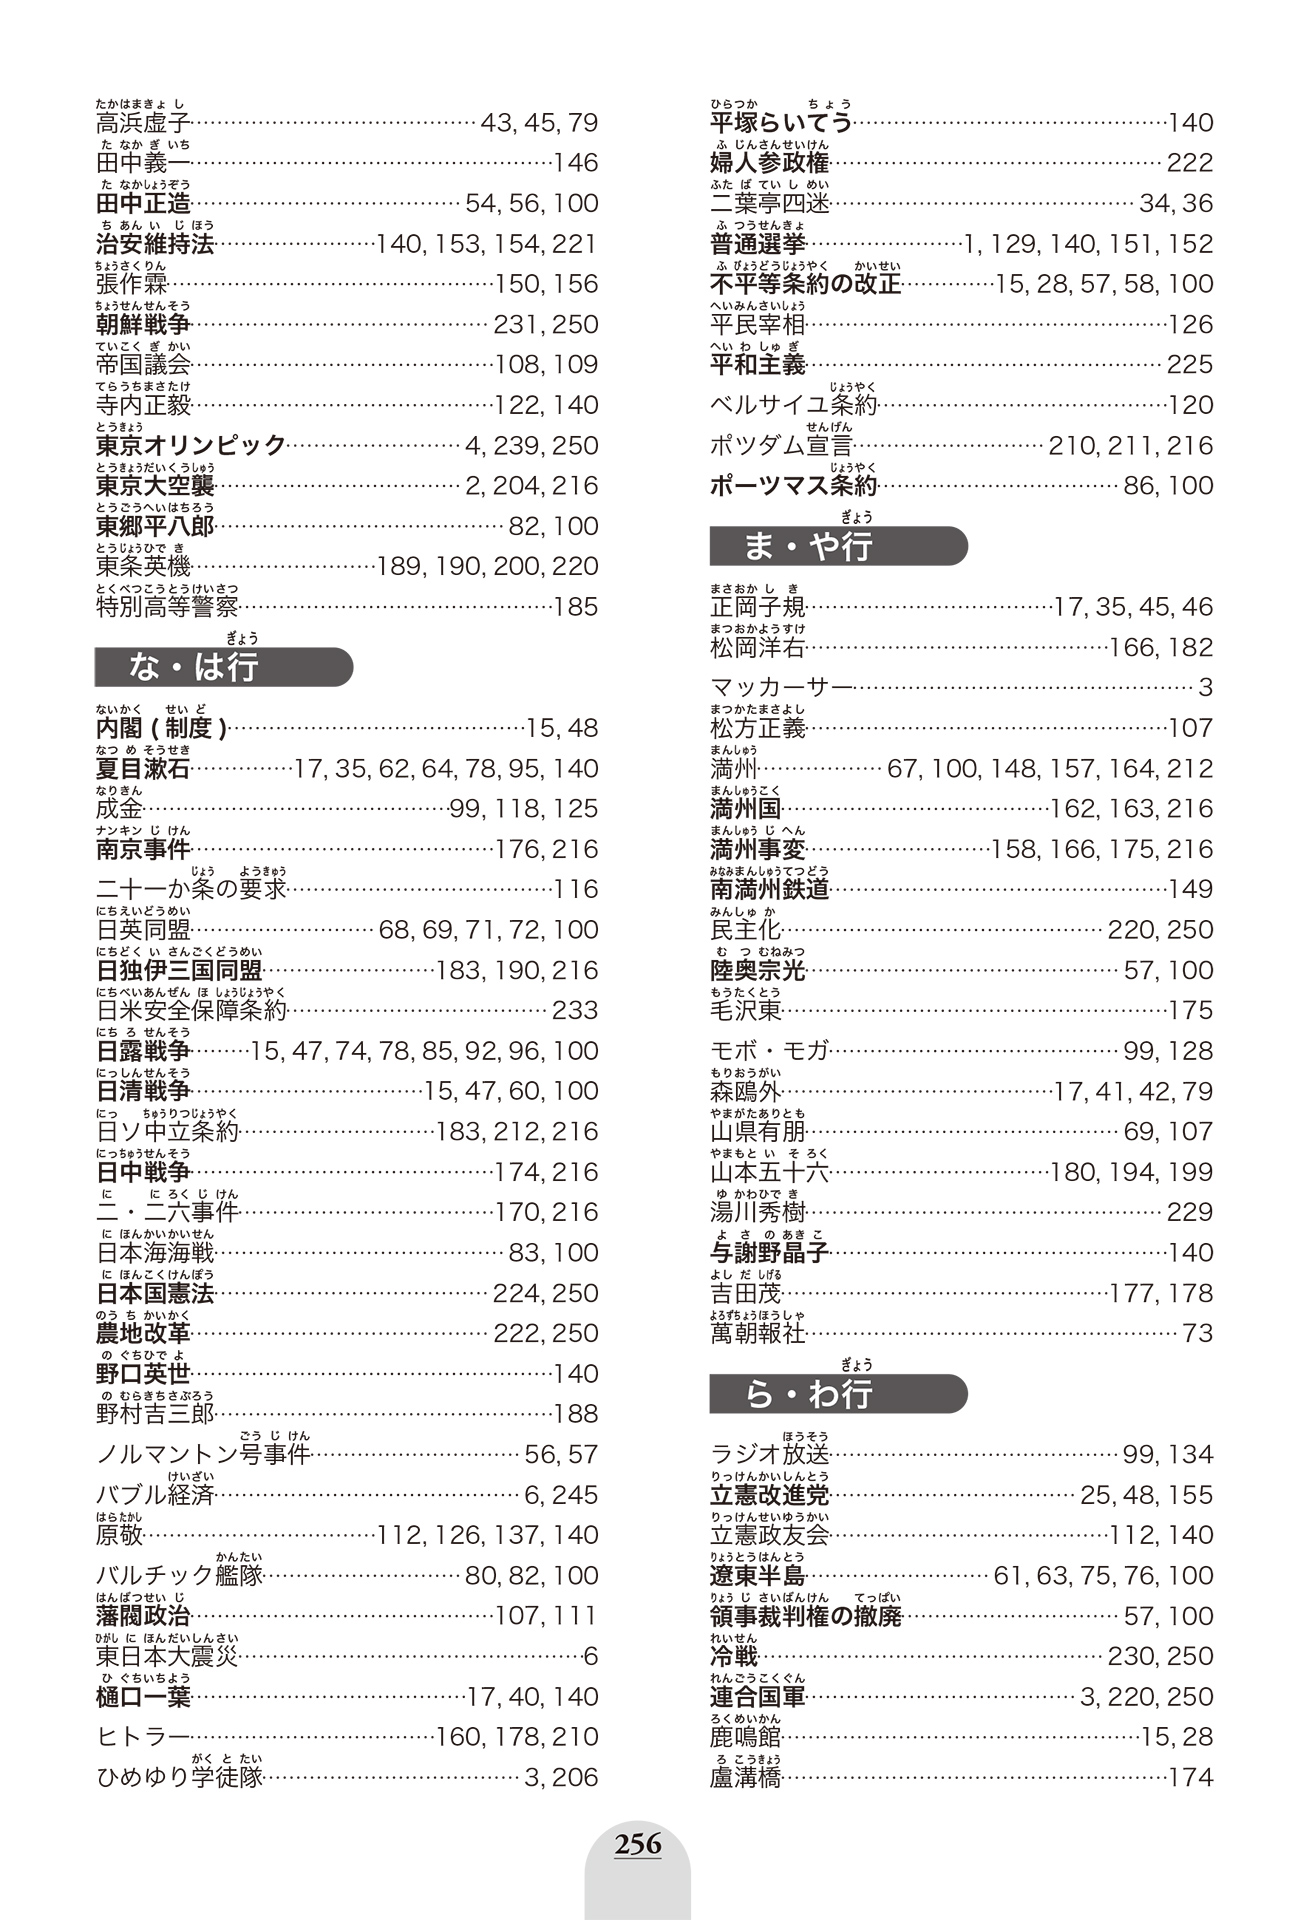 高浜虚子 43, 45, 79
田中義一 146
田中正造 54, 56, 100
治安維持法 140, 153, 154, 221
張作霖 150, 156
朝鮮戦争 231, 250
帝国議会 108, 109
寺内正毅 122, 140
東京オリンピック 4, 239, 250
東京大空襲 2, 204, 216
東郷平八郎 82, 100
東条英機 189, 190, 200, 220
特別高等警察 185
な・は行
内閣(制度) 15, 48
夏目漱石 17, 35, 62, 64, 78, 95, 140
成金 99, 118, 125
南京事件 176, 216
二十一か条の要求 116
日英同盟 68, 69, 71, 72, 100
日独伊三国同盟 183, 190, 216
日米安全保障条約 233
日露戦争 15, 47, 74, 78, 85, 92, 96, 100
日清戦争 15, 47, 60, 100
日ソ中立条約 183, 212, 216
日中戦争 174, 216
二・二六事件 170, 216
日本海海戦 83, 100
日本国憲法 224, 250
農地改革 222, 250
野口英世 140
野村吉三郎 188
ノルマントン号事件 56, 57
バブル経済 6, 245
原敬 112, 126, 137, 140
バルチック艦隊 80, 82, 100
藩閥政治 107, 111
東日本大震災 6
樋口一葉 17, 40, 140
ヒトラー 160, 178, 210
ひめゆり学徒隊 3, 206
平塚らいてう 140
婦人参政権 222
二葉亭四迷 34, 36
普通選挙 1, 129, 140, 151, 152
不平等条約の改正 15, 28, 57, 58, 100
平民宰相 126
平和主義 225
ベルサイユ条約 120
ポツダム宣言 210, 211, 216
ポーツマス条約 86, 100
ま・や行
正岡子規 17, 35, 45, 46
松岡洋右 166, 182
マッカーサー 3
松方正義 107
満州 67, 100, 148, 157, 164, 212
満州国 162, 163, 216
満州事変 158, 166, 175, 216
南満州鉄道 149
民主化 220, 250
陸奥宗光 57, 100
毛沢東 175
モボ・モガ 99, 128
森鷗外 17, 41, 42, 79
山県有朋 69, 107
山本五十六 180, 194, 199
湯川秀樹 229
与謝野晶子 140
吉田茂 177, 178
萬朝報社 73
ら・わ行
ラジオ放送 99, 134
立憲改進党 25, 48, 155
立憲政友会 112, 140
遼東半島 61, 63, 75, 76, 100
領事裁判権の撤廃 57, 100
冷戦 230, 250
連合国軍 3, 220, 250
鹿鳴館 15, 28
盧溝橋 174
256